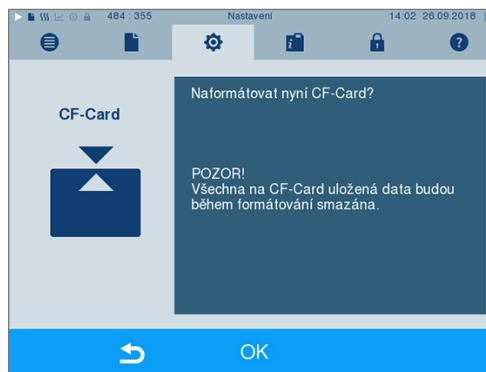 484 : 355 Nastavení 14:02 26.09.2018
CF-Card
Naformátovat nyní CF-Card?
POZOR!
Všechna na CF-Card uložená data budou
během formátování smazána.
OK